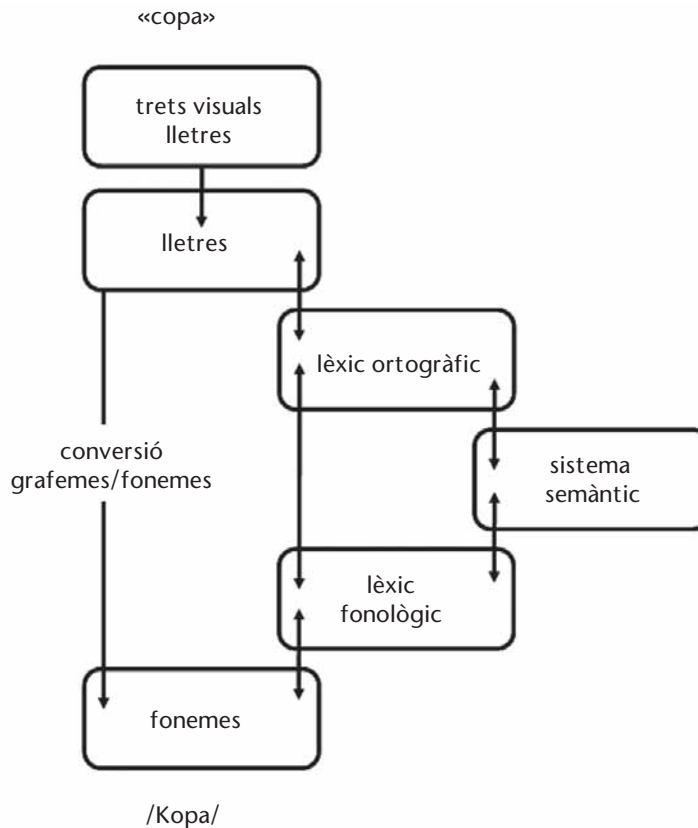 «copa»
trets visuals
lletres
lletres
lèxic ortogràfic
conversió
grafemes/fonemes
sistema
semàntic
lèxic
fonològic
fonemes
/Kopa/